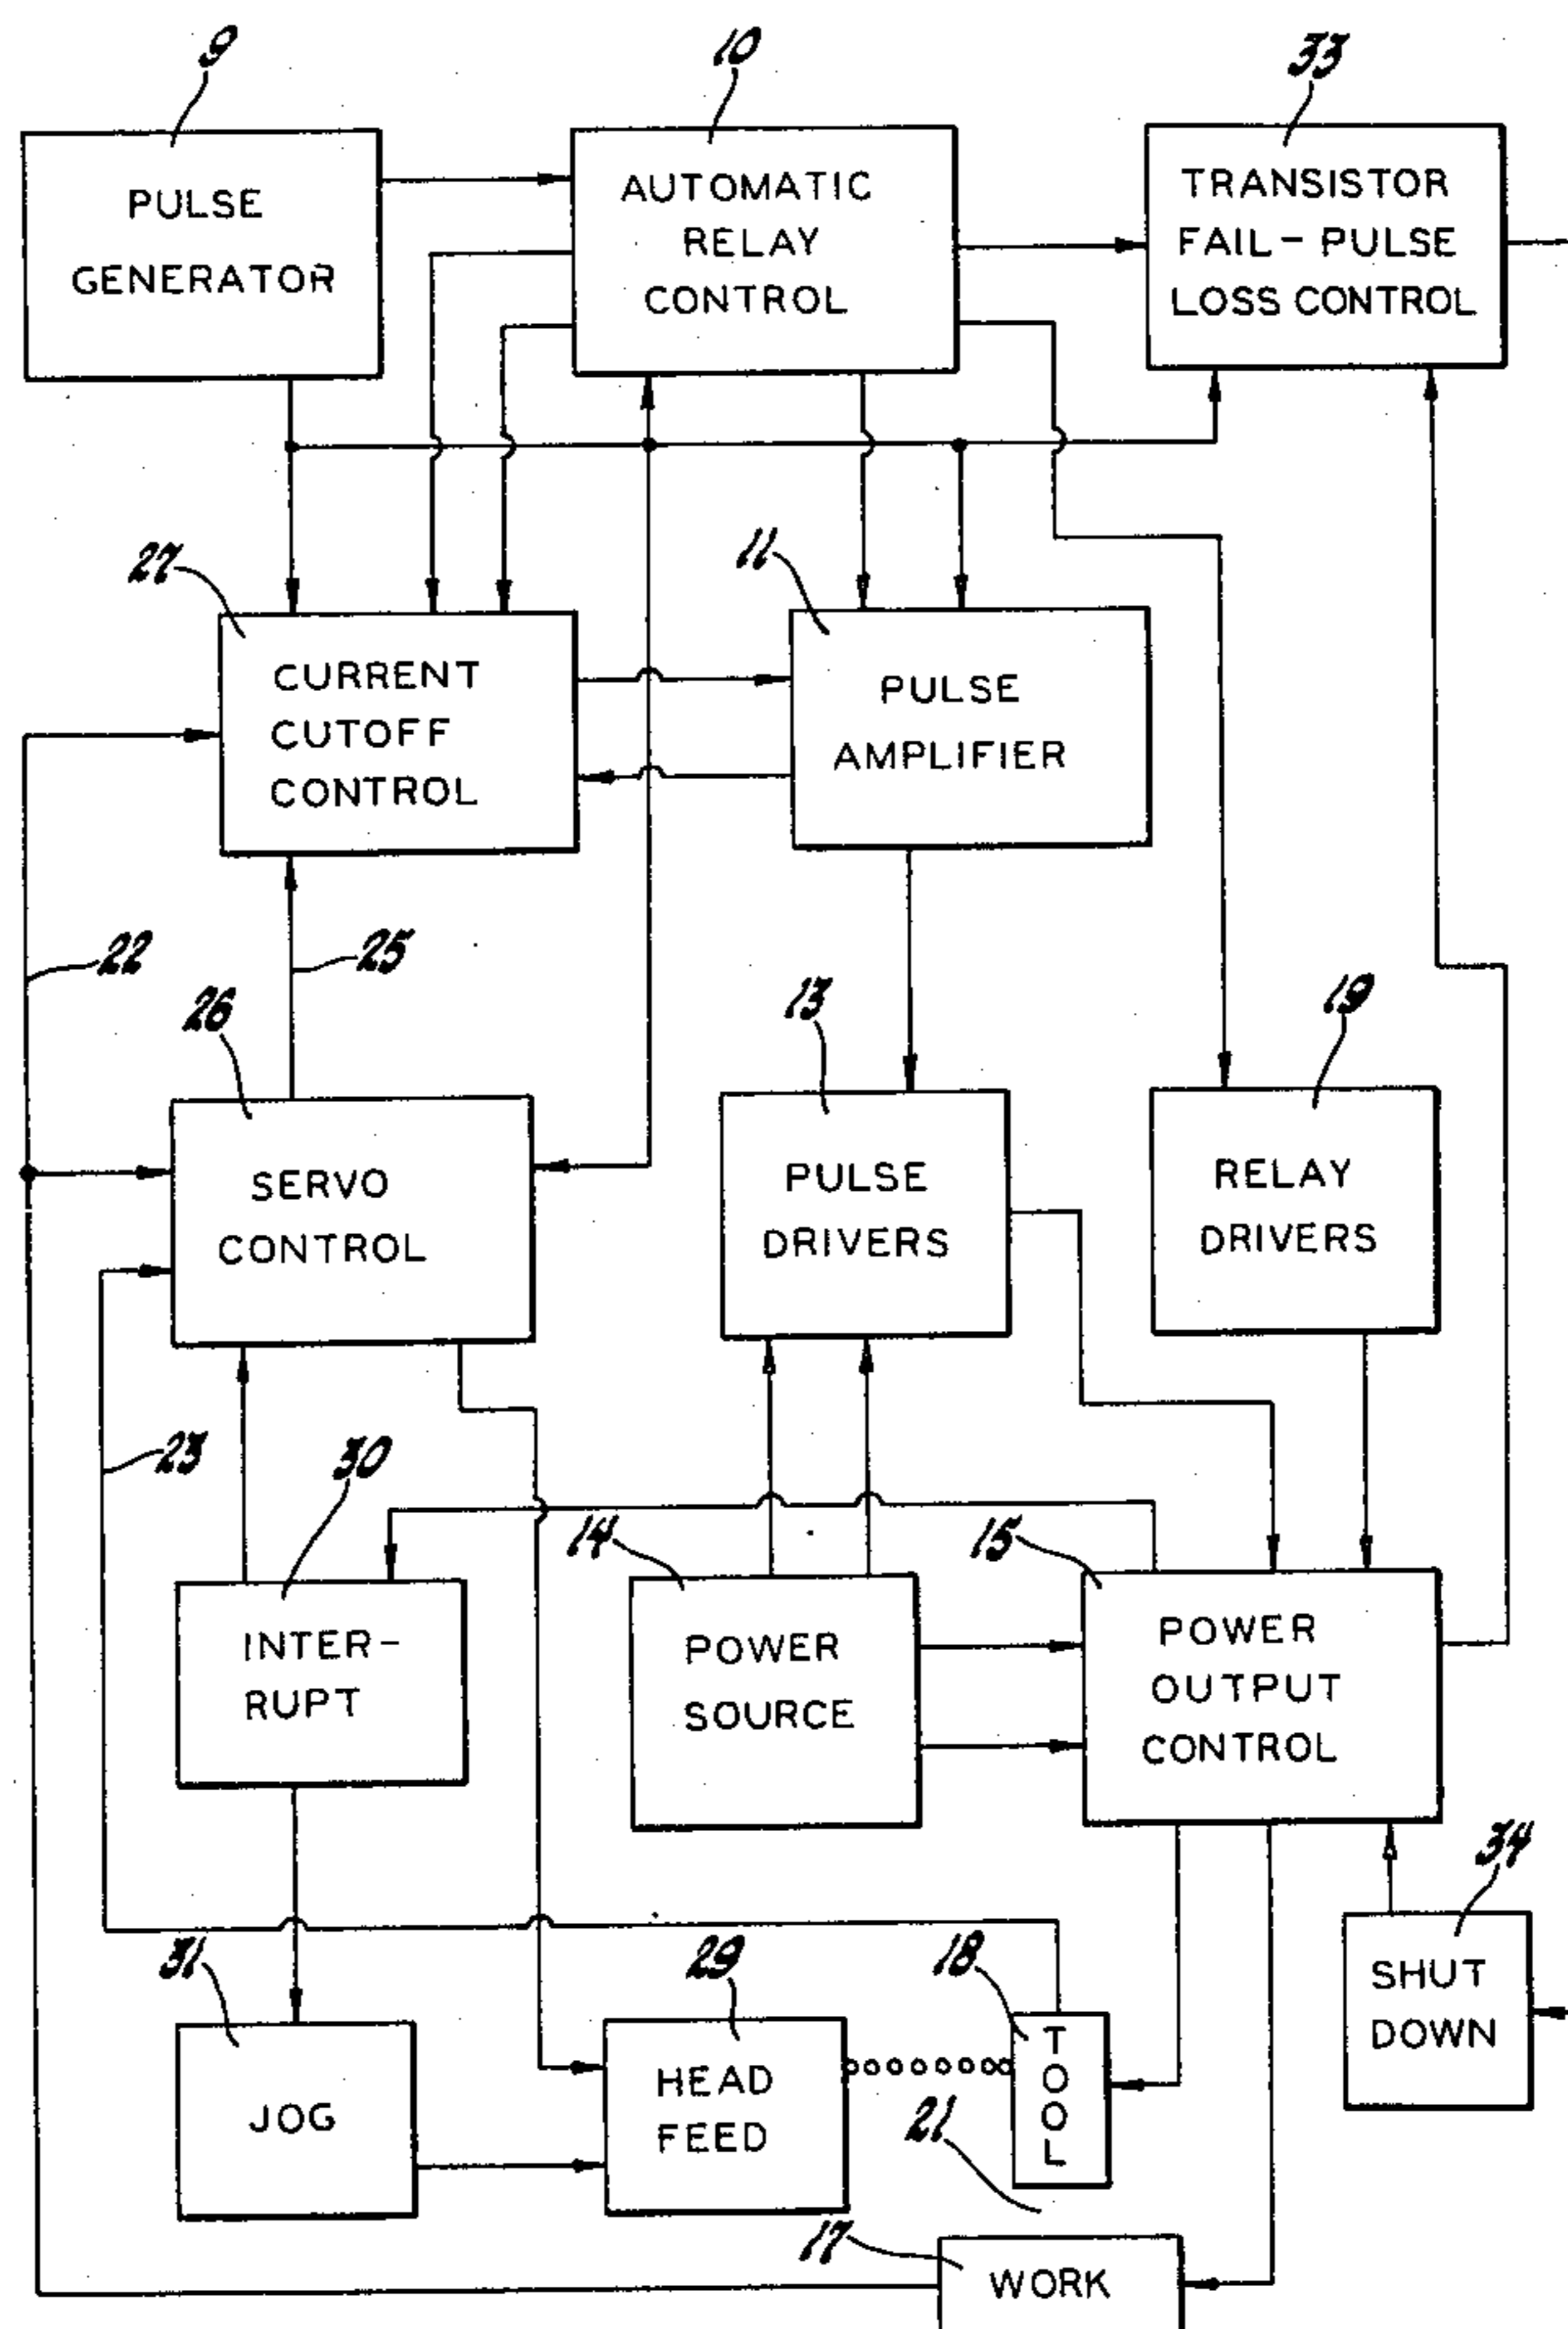 9
10
33
PULSE
GENERATOR
AUTOMATIC
RELAY
CONTROL
TRANSISTOR
FAIL - PULSE
LOSS CONTROL
27
11
CURRENT
CUTOFF
CONTROL
PULSE
AMPLIFIER
22
25
26
13
19
SERVO
CONTROL
PULSE
DRIVERS
RELAY
DRIVERS
23
30
14
15
INTER-
RUPT
POWER
SOURCE
POWER
OUTPUT
CONTROL
34
31
29
18
SHUT
DOWN
JOG
HEAD
FEED
TOOL
21
17
WORK